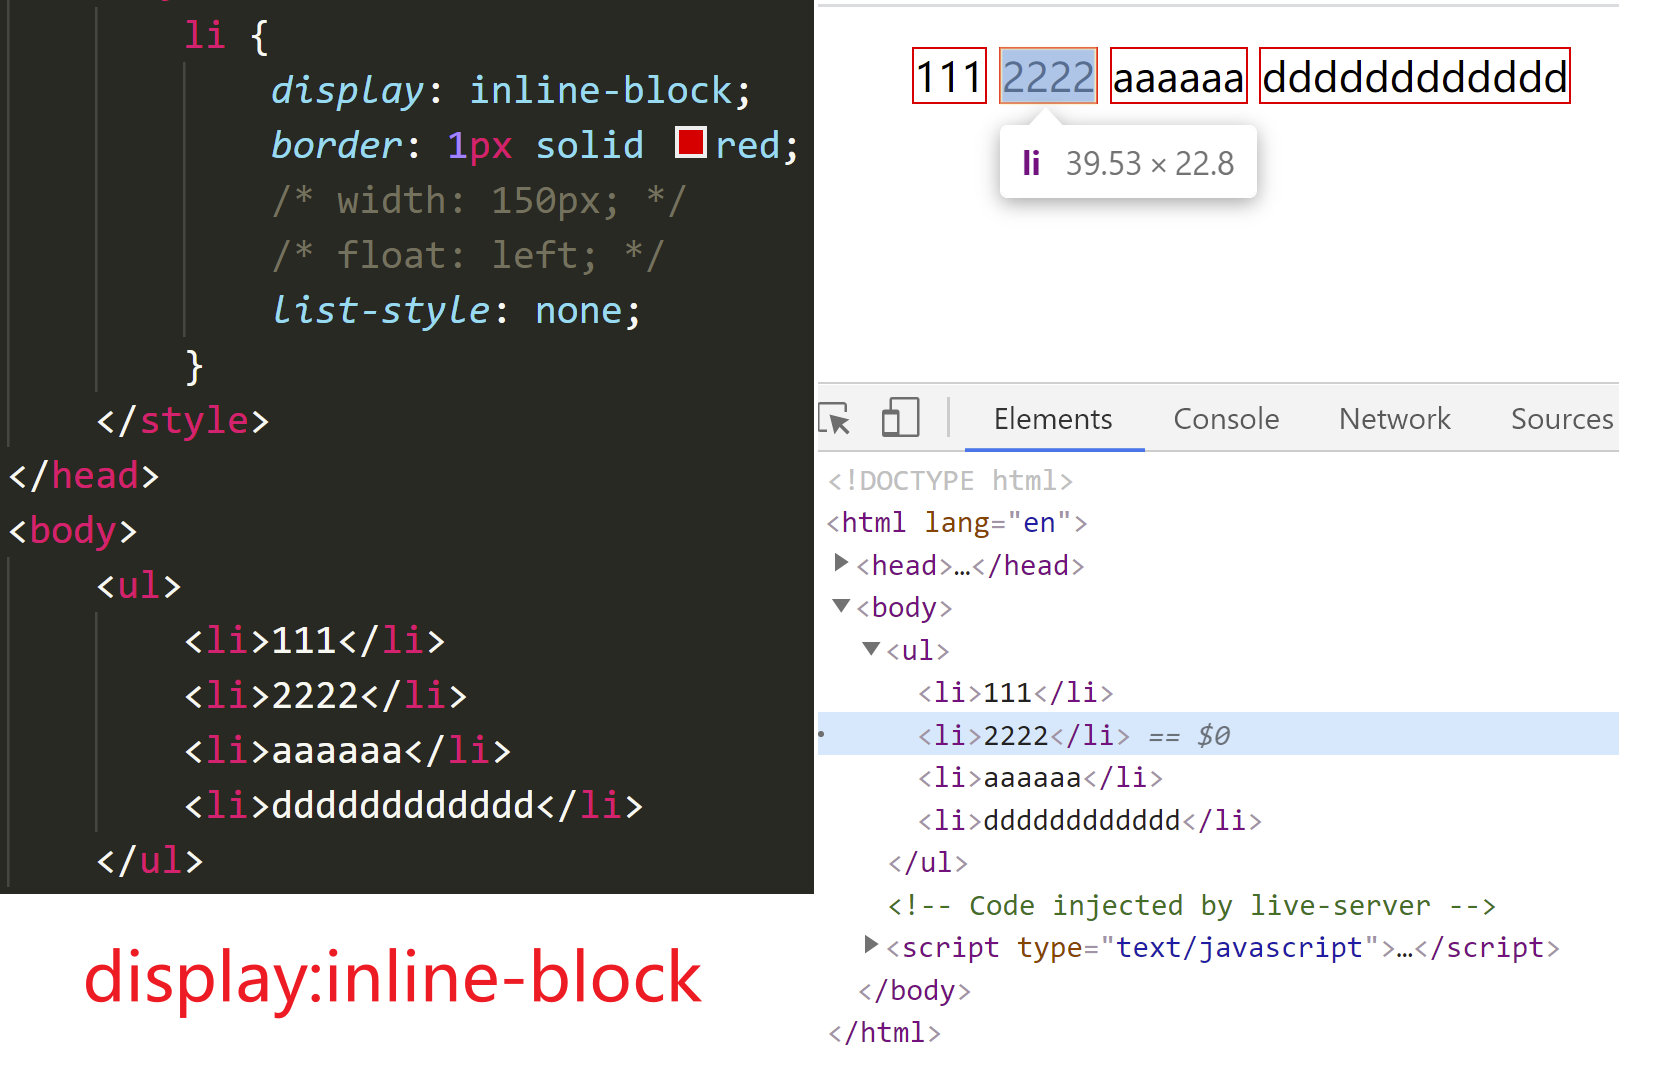 li {
display: inline-block;
border: 1px solid red;
/* width: 150px; */
/* float: left; */
list-style: none;
}
</style>
</head>
<body>
<ul>
<li>111</li>
<li>2222</li>
<li>aaaaaa</li>
<li>dddddddddddd</li>
</ul>
display:inline-block
111 2222 aaaaaa dddddddddddd
li 39.53 × 22.8
Elements Console Network Sources
<!DOCTYPE html>
<html lang="en">
<head>…</head>
<body>
<ul>
<li>111</li>
<li>2222</li> == $0
<li>aaaaaa</li>
<li>dddddddddddd</li>
</ul>
<!-- Code injected by live-server -->
<script type="text/javascript">…</script>
</body>
</html>